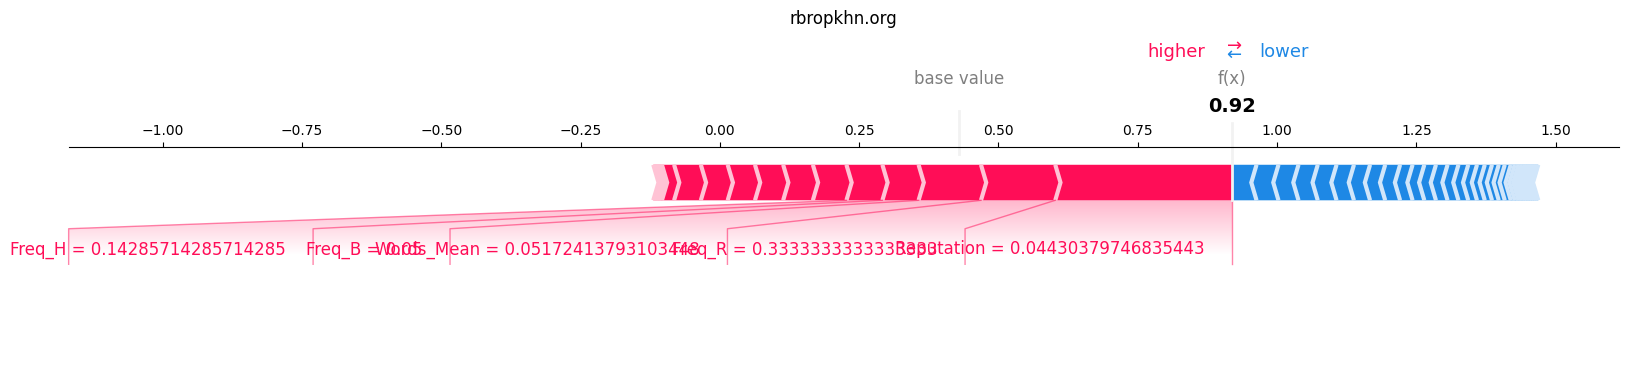 rbropkhn.org
higher ⇄ lower
base value f(x)
0.92
−1.00 −0.75 −0.50 −0.25 0.00 0.25 0.50 0.75 1.00 1.25 1.50
Freq_H = 0.14285714285714285 Freq_B = 0.05 Words_Mean = 0.05172413793103448 Freq_R = 0.3333333333333333 Reputation = 0.04430379746835443